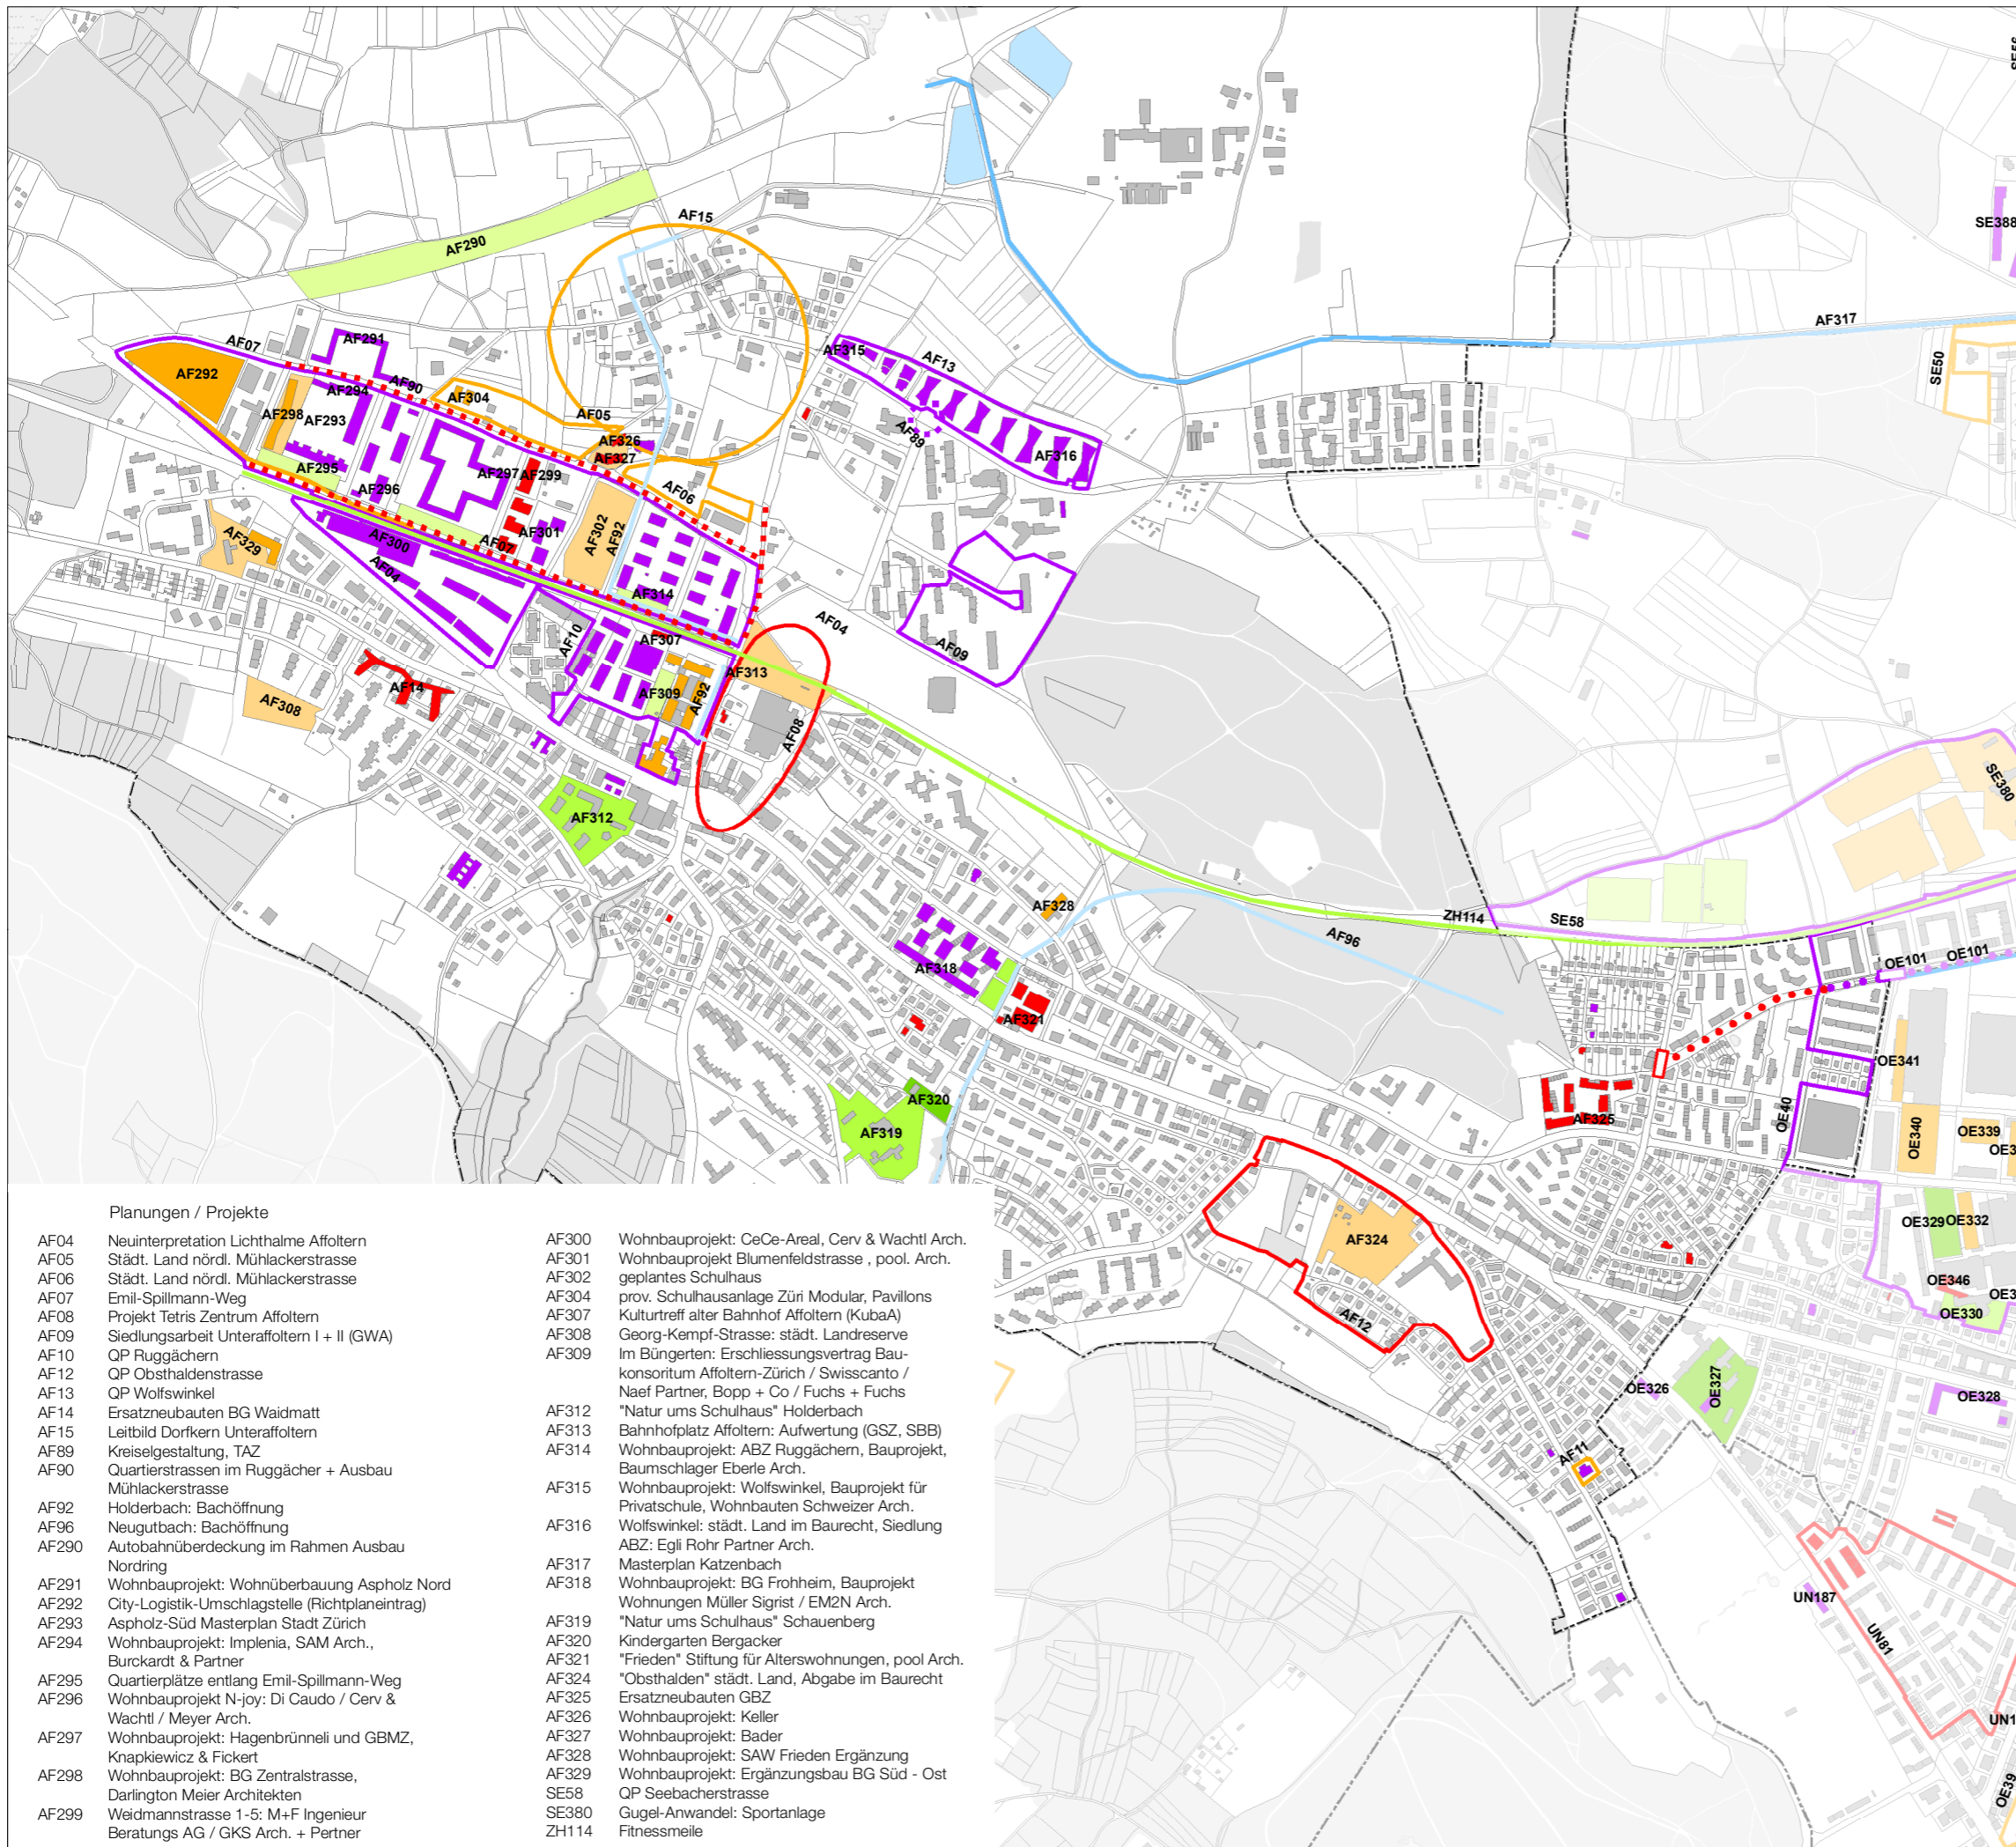 SE56
AF15
AF290
SE388
AF317
AF07
AF291
AF315
AF13
SE50
AF292
AF294
AF90
AF304
AF298
AF293
AF05
AF326
AF89
AF327
AF295
AF297
AF299
AF316
AF296
AF06
AF329
AF300
AF07
AF301
AF302
AF92
AF04
AF314
AF10
AF307
AF04
AF09
AF14
AF309
AF92
AF313
AF308
AF08
SE380
AF312
AF328
ZH114
SE58
AF96
AF318
OE101
OE101
AF321
OE341
AF320
AF325
OE40
AF319
OE340
OE339
OE3
AF324
OE329
OE332
OE346
OE3
AF12
OE330
OE326
OE327
OE328
AF11
UN187
UN81
UN1
OE39
Planungen / Projekte
AF04 Neuinterpretation Lichthalme Affoltern
AF05 Städt. Land nördl. Mühlackerstrasse
AF06 Städt. Land nördl. Mühlackerstrasse
AF07 Emil-Spillmann-Weg
AF08 Projekt Tetris Zentrum Affoltern
AF09 Siedlungsarbeit Unteraffoltern I + II (GWA)
AF10 QP Ruggächern
AF12 QP Obsthaldenstrasse
AF13 QP Wolfswinkel
AF14 Ersatzneubauten BG Waidmatt
AF15 Leitbild Dorfkern Unteraffoltern
AF89 Kreiselgestaltung, TAZ
AF90 Quartierstrassen im Ruggächer + Ausbau
Mühlackerstrasse
AF92 Holderbach: Bachöffnung
AF96 Neugutbach: Bachöffnung
AF290 Autobahnüberdeckung im Rahmen Ausbau
Nordring
AF291 Wohnbauprojekt: Wohnüberbauung Aspholz Nord
AF292 City-Logistik-Umschlagstelle (Richtplaneintrag)
AF293 Aspholz-Süd Masterplan Stadt Zürich
AF294 Wohnbauprojekt: Implenia, SAM Arch.,
Burckardt & Partner
AF295 Quartierplätze entlang Emil-Spillmann-Weg
AF296 Wohnbauprojekt N-joy: Di Caudo / Cerv &
Wachtl / Meyer Arch.
AF297 Wohnbauprojekt: Hagenbrünneli und GBMZ,
Knapkiewicz & Fickert
AF298 Wohnbauprojekt: BG Zentralstrasse,
Darlington Meier Architekten
AF299 Weidmannstrasse 1-5: M+F Ingenieur
Beratungs AG / GKS Arch. + Pertner
AF300 Wohnbauprojekt: CeCe-Areal, Cerv & Wachtl Arch.
AF301 Wohnbauprojekt Blumenfeldstrasse , pool. Arch.
AF302 geplantes Schulhaus
AF304 prov. Schulhausanlage Züri Modular, Pavillons
AF307 Kulturtreff alter Bahnhof Affoltern (KubaA)
AF308 Georg-Kempf-Strasse: städt. Landreserve
AF309 Im Büngerten: Erschliessungsvertrag Bau-
konsoritum Affoltern-Zürich / Swisscanto /
Naef Partner, Bopp + Co / Fuchs + Fuchs
AF312 "Natur ums Schulhaus" Holderbach
AF313 Bahnhofplatz Affoltern: Aufwertung (GSZ, SBB)
AF314 Wohnbauprojekt: ABZ Ruggächern, Bauprojekt,
Baumschlager Eberle Arch.
AF315 Wohnbauprojekt: Wolfswinkel, Bauprojekt für
Privatschule, Wohnbauten Schweizer Arch.
AF316 Wolfswinkel: städt. Land im Baurecht, Siedlung
ABZ: Egli Rohr Partner Arch.
AF317 Masterplan Katzenbach
AF318 Wohnbauprojekt: BG Frohheim, Bauprojekt
Wohnungen Müller Sigrist / EM2N Arch.
AF319 "Natur ums Schulhaus" Schauenberg
AF320 Kindergarten Bergacker
AF321 "Frieden" Stiftung für Alterswohnungen, pool Arch.
AF324 "Obsthalden" städt. Land, Abgabe im Baurecht
AF325 Ersatzneubauten GBZ
AF326 Wohnbauprojekt: Keller
AF327 Wohnbauprojekt: Bader
AF328 Wohnbauprojekt: SAW Frieden Ergänzung
AF329 Wohnbauprojekt: Ergänzungsbau BG Süd - Ost
SE58 QP Seebacherstrasse
SE380 Gugel-Anwandel: Sportanlage
ZH114 Fitnessmeile